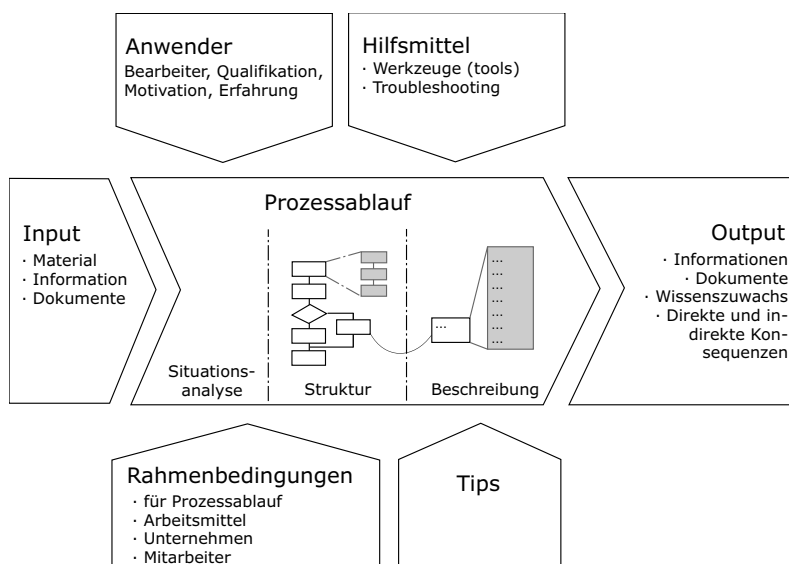 Anwender
Bearbeiter, Qualifikation,
Motivation, Erfahrung
Hilfsmittel
· Werkzeuge (tools)
· Troubleshooting
Input
· Material
· Information
· Dokumente
Prozessablauf
Situations-
analyse
Struktur
...
Beschreibung
...
...
...
...
...
...
...
Output
· Informationen
· Dokumente
· Wissenszuwachs
· Direkte und in-
direkte Kon-
sequenzen
Rahmenbedingungen
· für Prozessablauf
· Arbeitsmittel
· Unternehmen
· Mitarbeiter
Tips